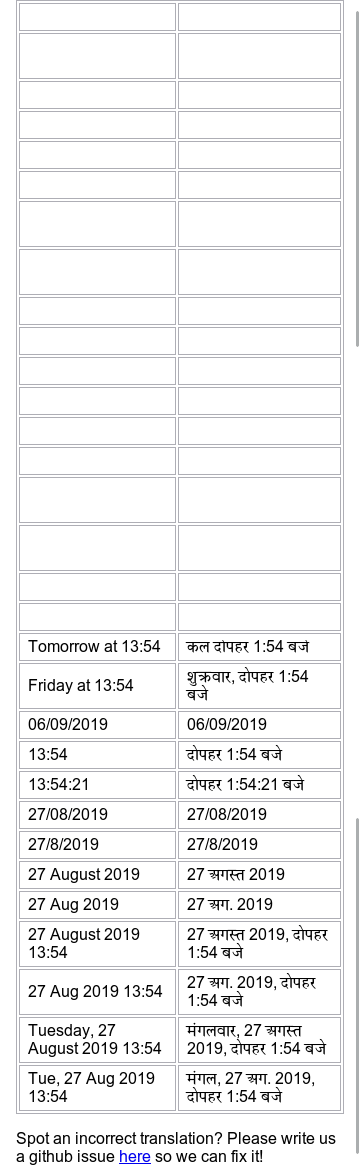 Tomorrow at 13:54 कल दोपहर 1:54 बजे
Friday at 13:54 शुक्रवार, दोपहर 1:54
बजे
06/09/2019 06/09/2019
13:54 दोपहर 1:54 बजे
13:54:21 दोपहर 1:54:21 बजे
27/08/2019 27/08/2019
27/8/2019 27/8/2019
27 August 2019 27 अगस्त 2019
27 Aug 2019 27 अग. 2019
27 August 2019
13:54
27 अगस्त 2019, दोपहर
1:54 बजे
27 Aug 2019 13:54
27 अग. 2019, दोपहर
1:54 बजे
Tuesday, 27
August 2019 13:54
मंगलवार, 27 अगस्त
2019, दोपहर 1:54 बजे
Tue, 27 Aug 2019
13:54
मंगल, 27 अग. 2019,
दोपहर 1:54 बजे
Spot an incorrect translation? Please write us
a github issue here so we can fix it!